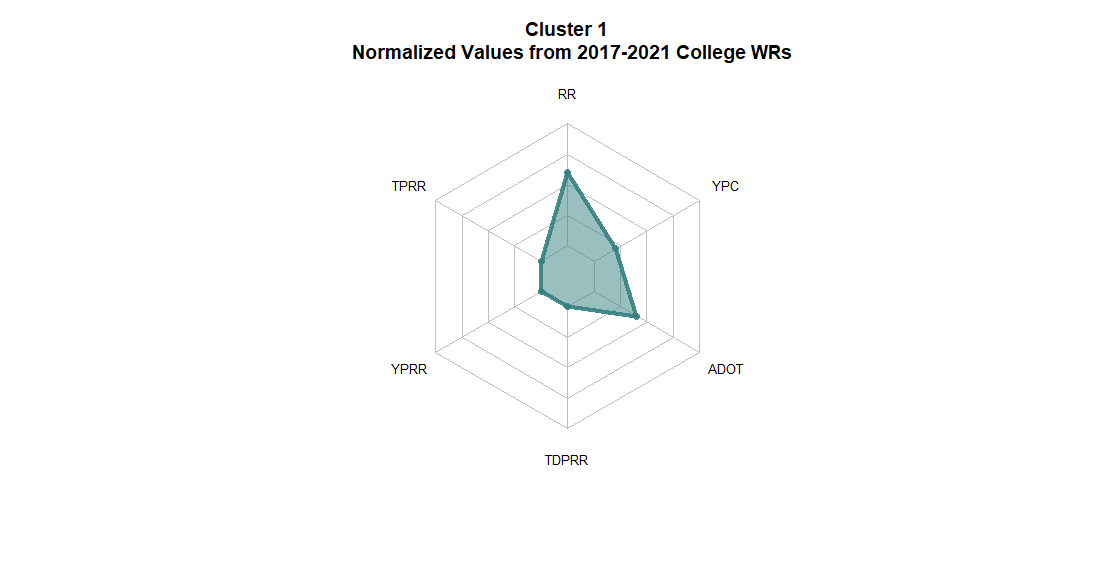 Cluster 1
Normalized Values from 2017-2021 College WRs
RR
TPRR
YPC
YPRR
ADOT
TDPRR